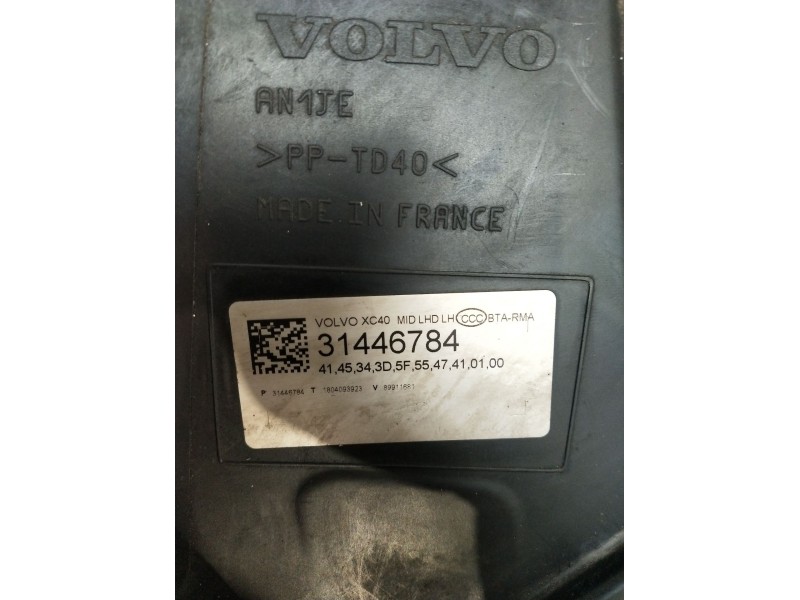 VOLVO
AN1JE
>PP-TD40<
MADE IN FRANCE
VOLVO XC40 MID LHD LH CCC BTA-RMA
31446784
41,45,34,3D,5F,55,47,41,01,00
P 31446784 T 1804093923 V 89911681